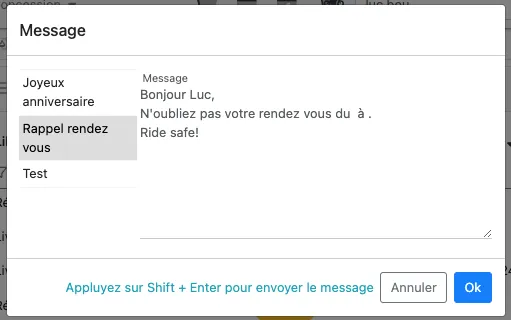 Message
Joyeux
anniversaire
Rappel rendez
vous
Test
Message
Bonjour Luc,
N'oubliez pas votre rendez vous du  à .
Ride safe!
Appluyez sur Shift + Enter pour envoyer le message
Annuler
Ok